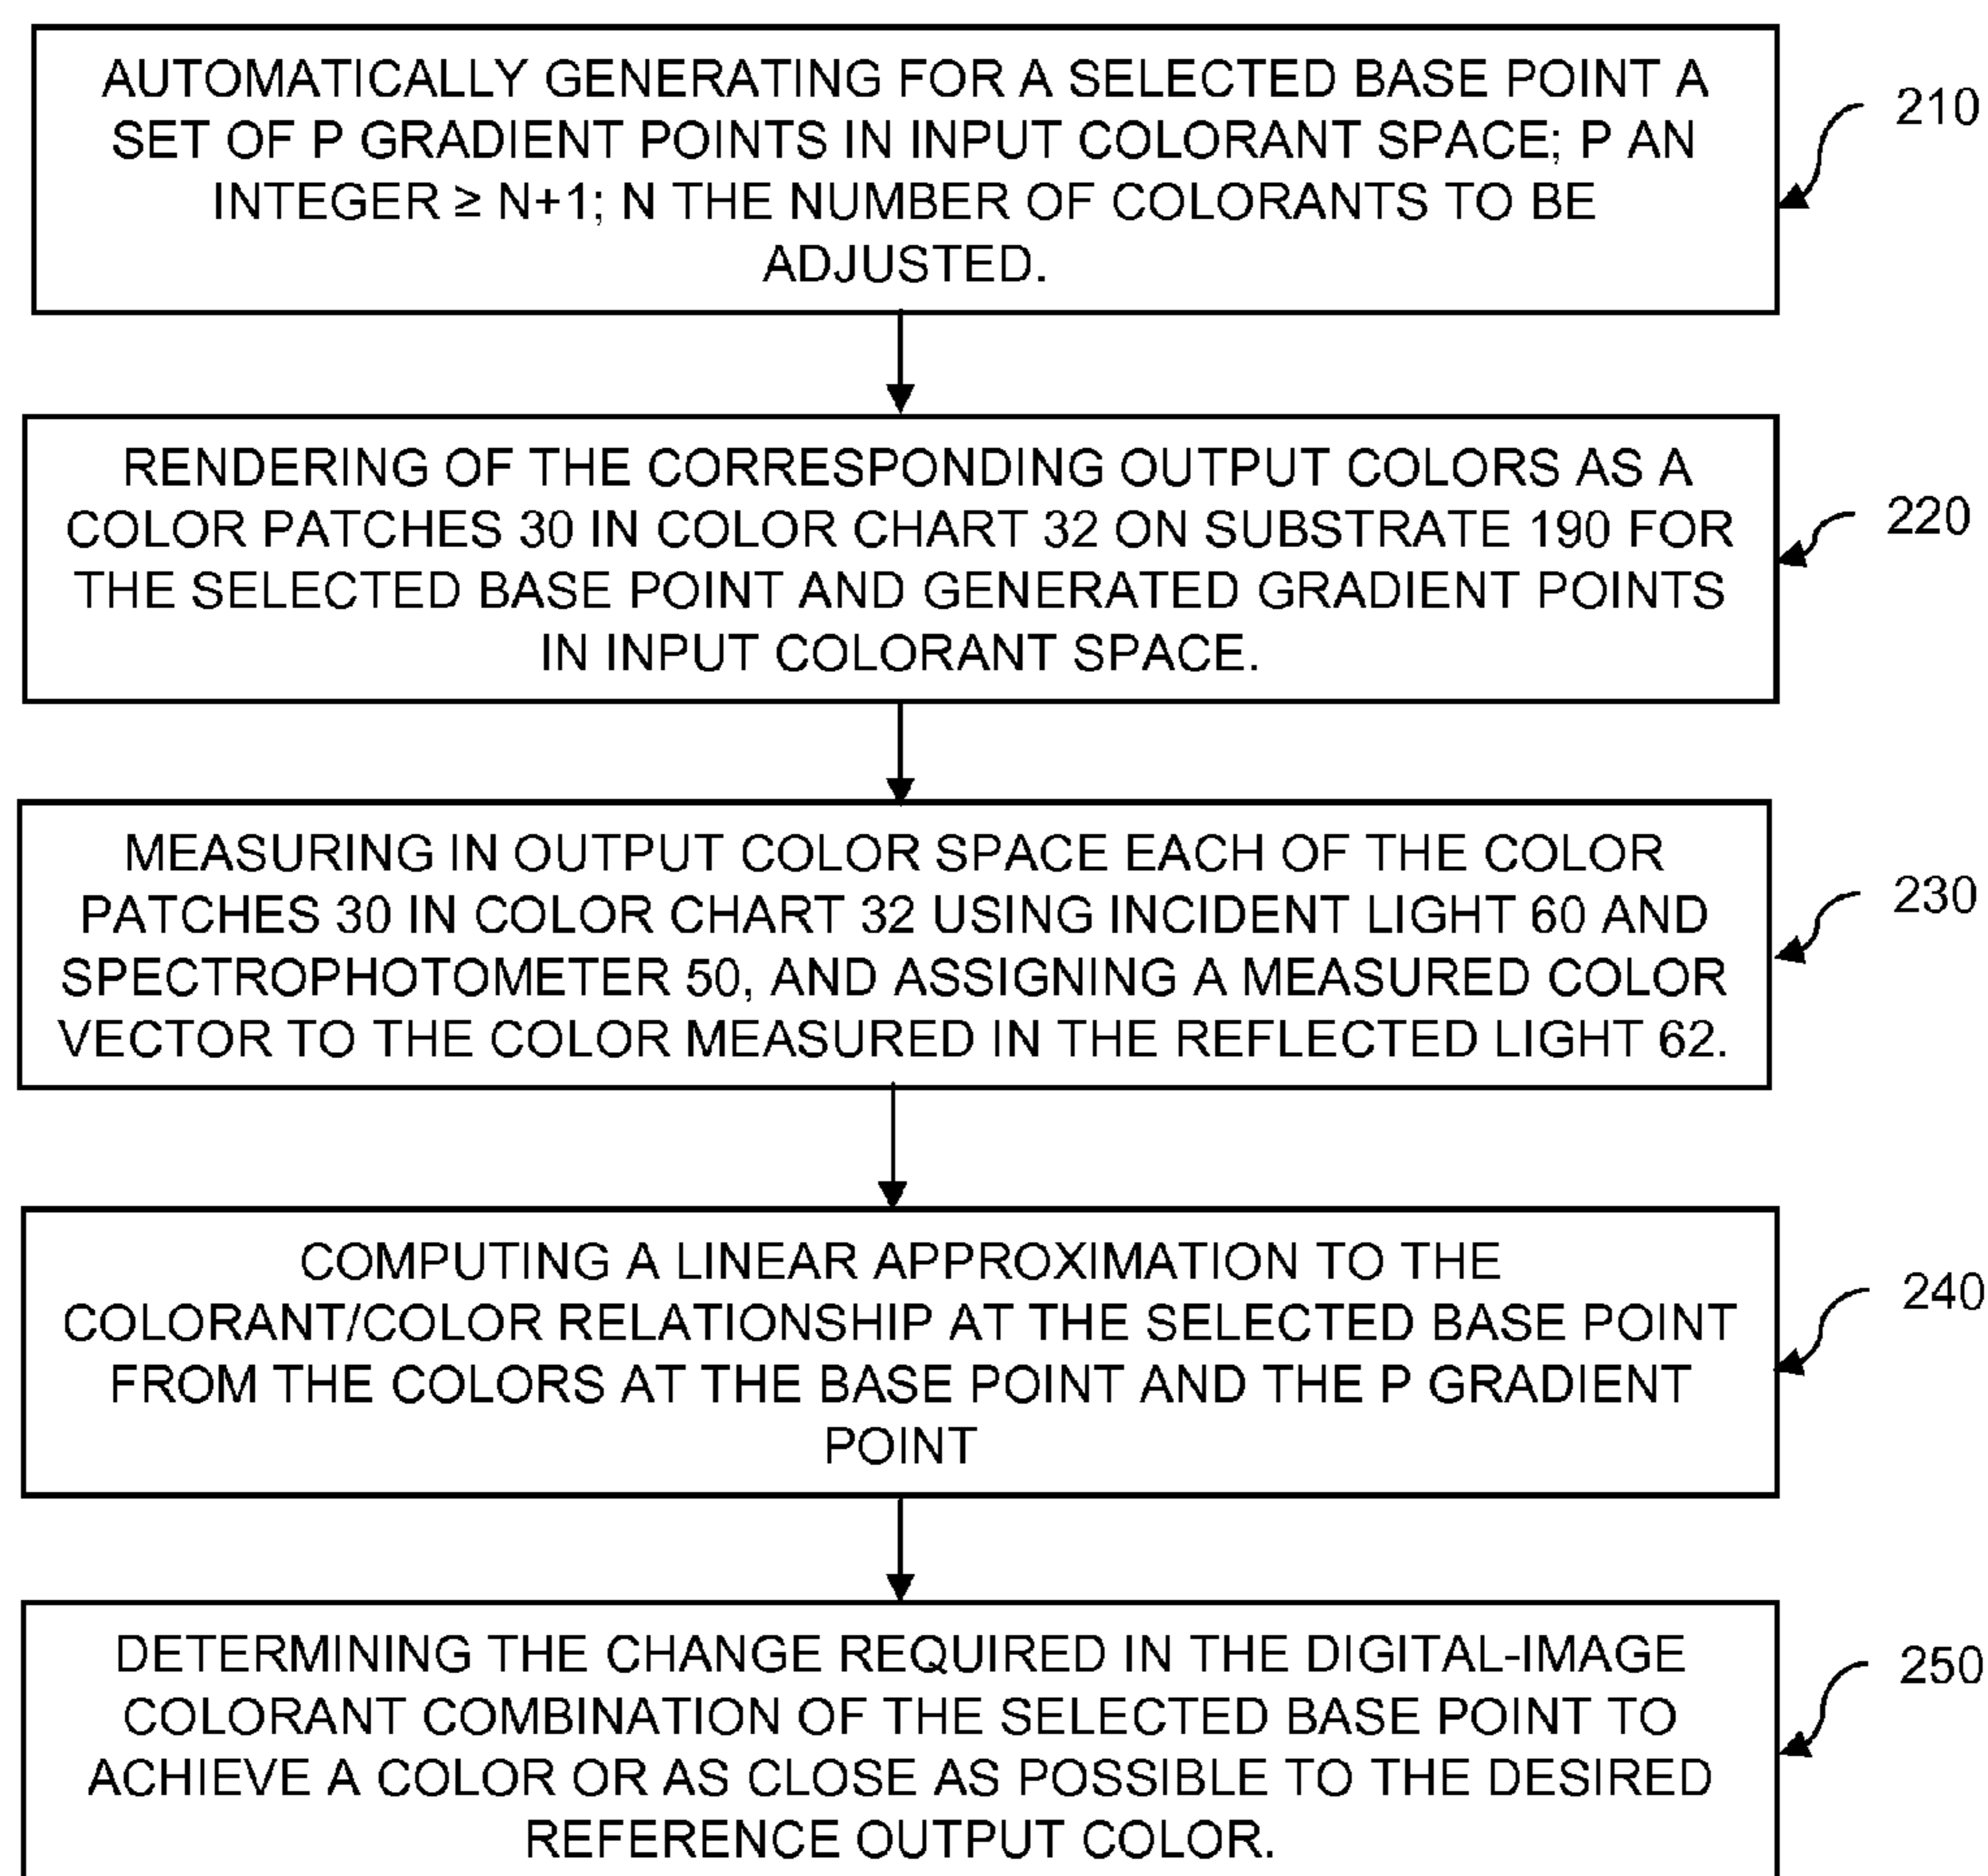 AUTOMATICALLY GENERATING FOR A SELECTED BASE POINT A
SET OF P GRADIENT POINTS IN INPUT COLORANT SPACE; P AN
INTEGER ≥ N+1; N THE NUMBER OF COLORANTS TO BE
ADJUSTED.
210
RENDERING OF THE CORRESPONDING OUTPUT COLORS AS A
COLOR PATCHES 30 IN COLOR CHART 32 ON SUBSTRATE 190 FOR
THE SELECTED BASE POINT AND GENERATED GRADIENT POINTS
IN INPUT COLORANT SPACE.
220
MEASURING IN OUTPUT COLOR SPACE EACH OF THE COLOR
PATCHES 30 IN COLOR CHART 32 USING INCIDENT LIGHT 60 AND
SPECTROPHOTOMETER 50, AND ASSIGNING A MEASURED COLOR
VECTOR TO THE COLOR MEASURED IN THE REFLECTED LIGHT 62.
230
COMPUTING A LINEAR APPROXIMATION TO THE
COLORANT/COLOR RELATIONSHIP AT THE SELECTED BASE POINT
FROM THE COLORS AT THE BASE POINT AND THE P GRADIENT
POINT
240
DETERMINING THE CHANGE REQUIRED IN THE DIGITAL-IMAGE
COLORANT COMBINATION OF THE SELECTED BASE POINT TO
ACHIEVE A COLOR OR AS CLOSE AS POSSIBLE TO THE DESIRED
REFERENCE OUTPUT COLOR.
250